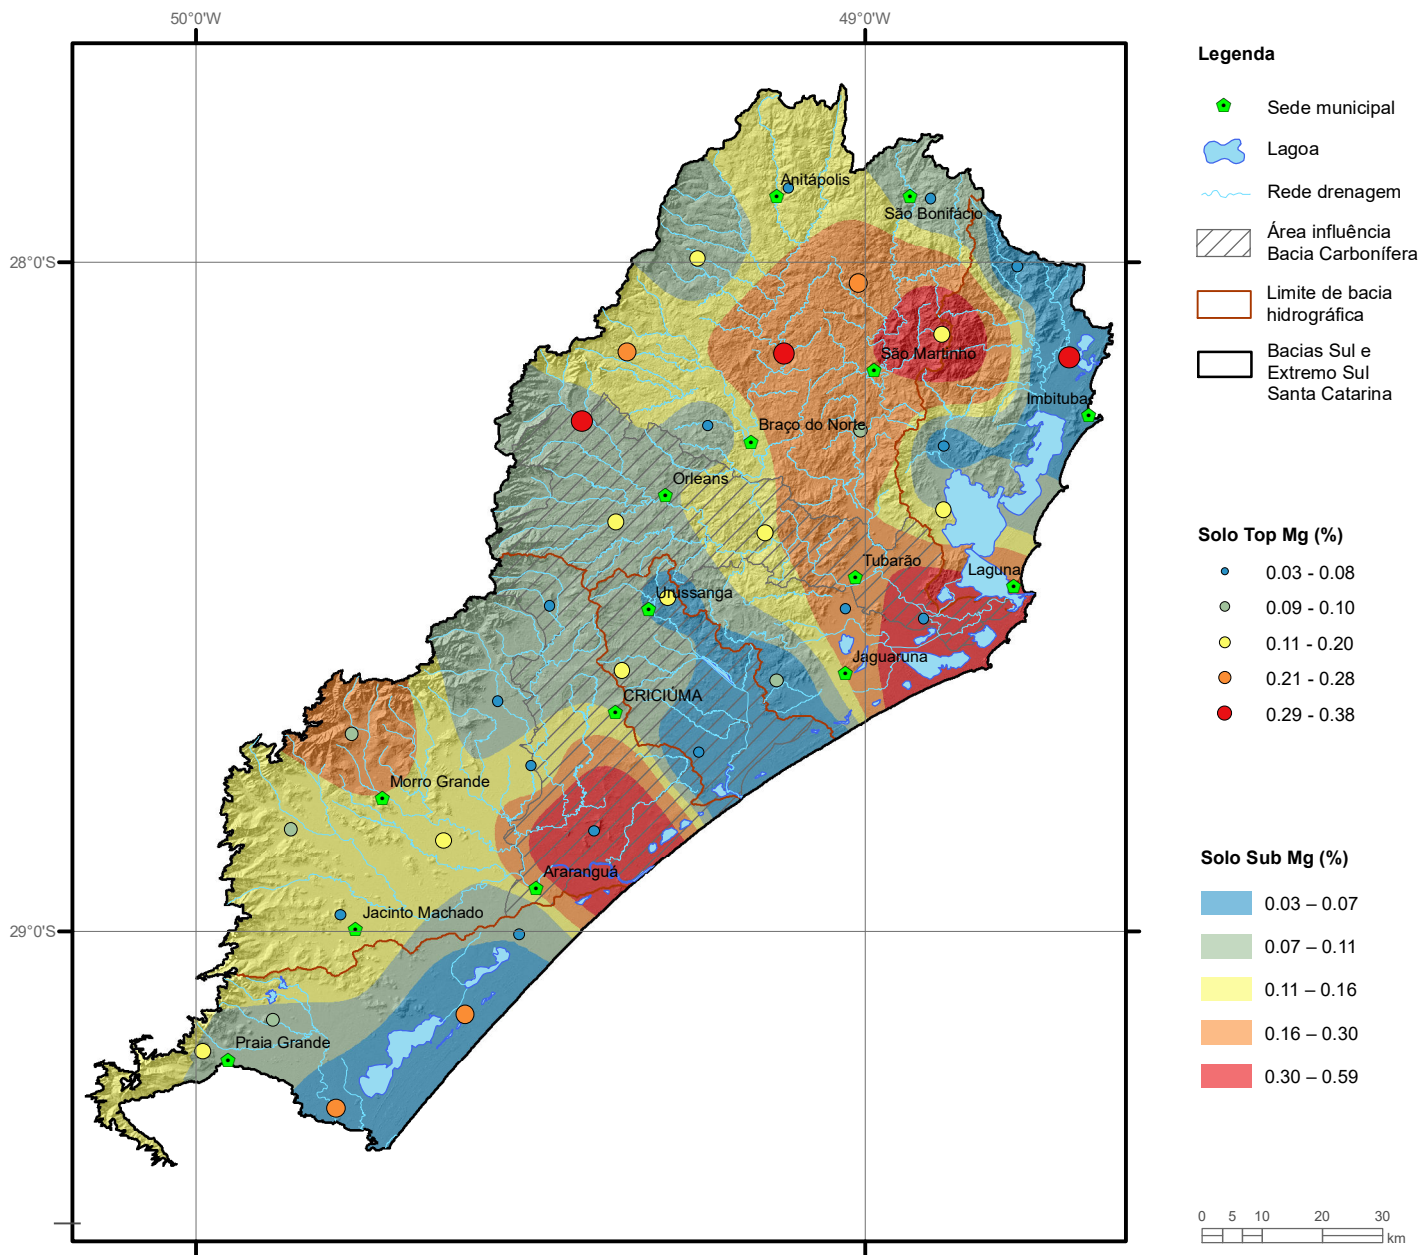 50°0'W
49°0'W
28°0'S
29°0'S
Anitápolis
São Bonifácio
São Martinho
Imbituba
Braço do Norte
Orleans
Tubarão
Laguna
Urussanga
Jaguaruna
CRICIÚMA
Morro Grande
Araranguá
Jacinto Machado
Praia Grande
Legenda
Sede municipal
Lagoa
Rede drenagem
Área influência
Bacia Carbonífera
Limite de bacia
hidrográfica
Bacias Sul e
Extremo Sul
Santa Catarina
Solo Top Mg (%)
0.03 - 0.08
0.09 - 0.10
0.11 - 0.20
0.21 - 0.28
0.29 - 0.38
Solo Sub Mg (%)
0.03 – 0.07
0.07 – 0.11
0.11 – 0.16
0.16 – 0.30
0.30 – 0.59
0 5 10 20 30
km